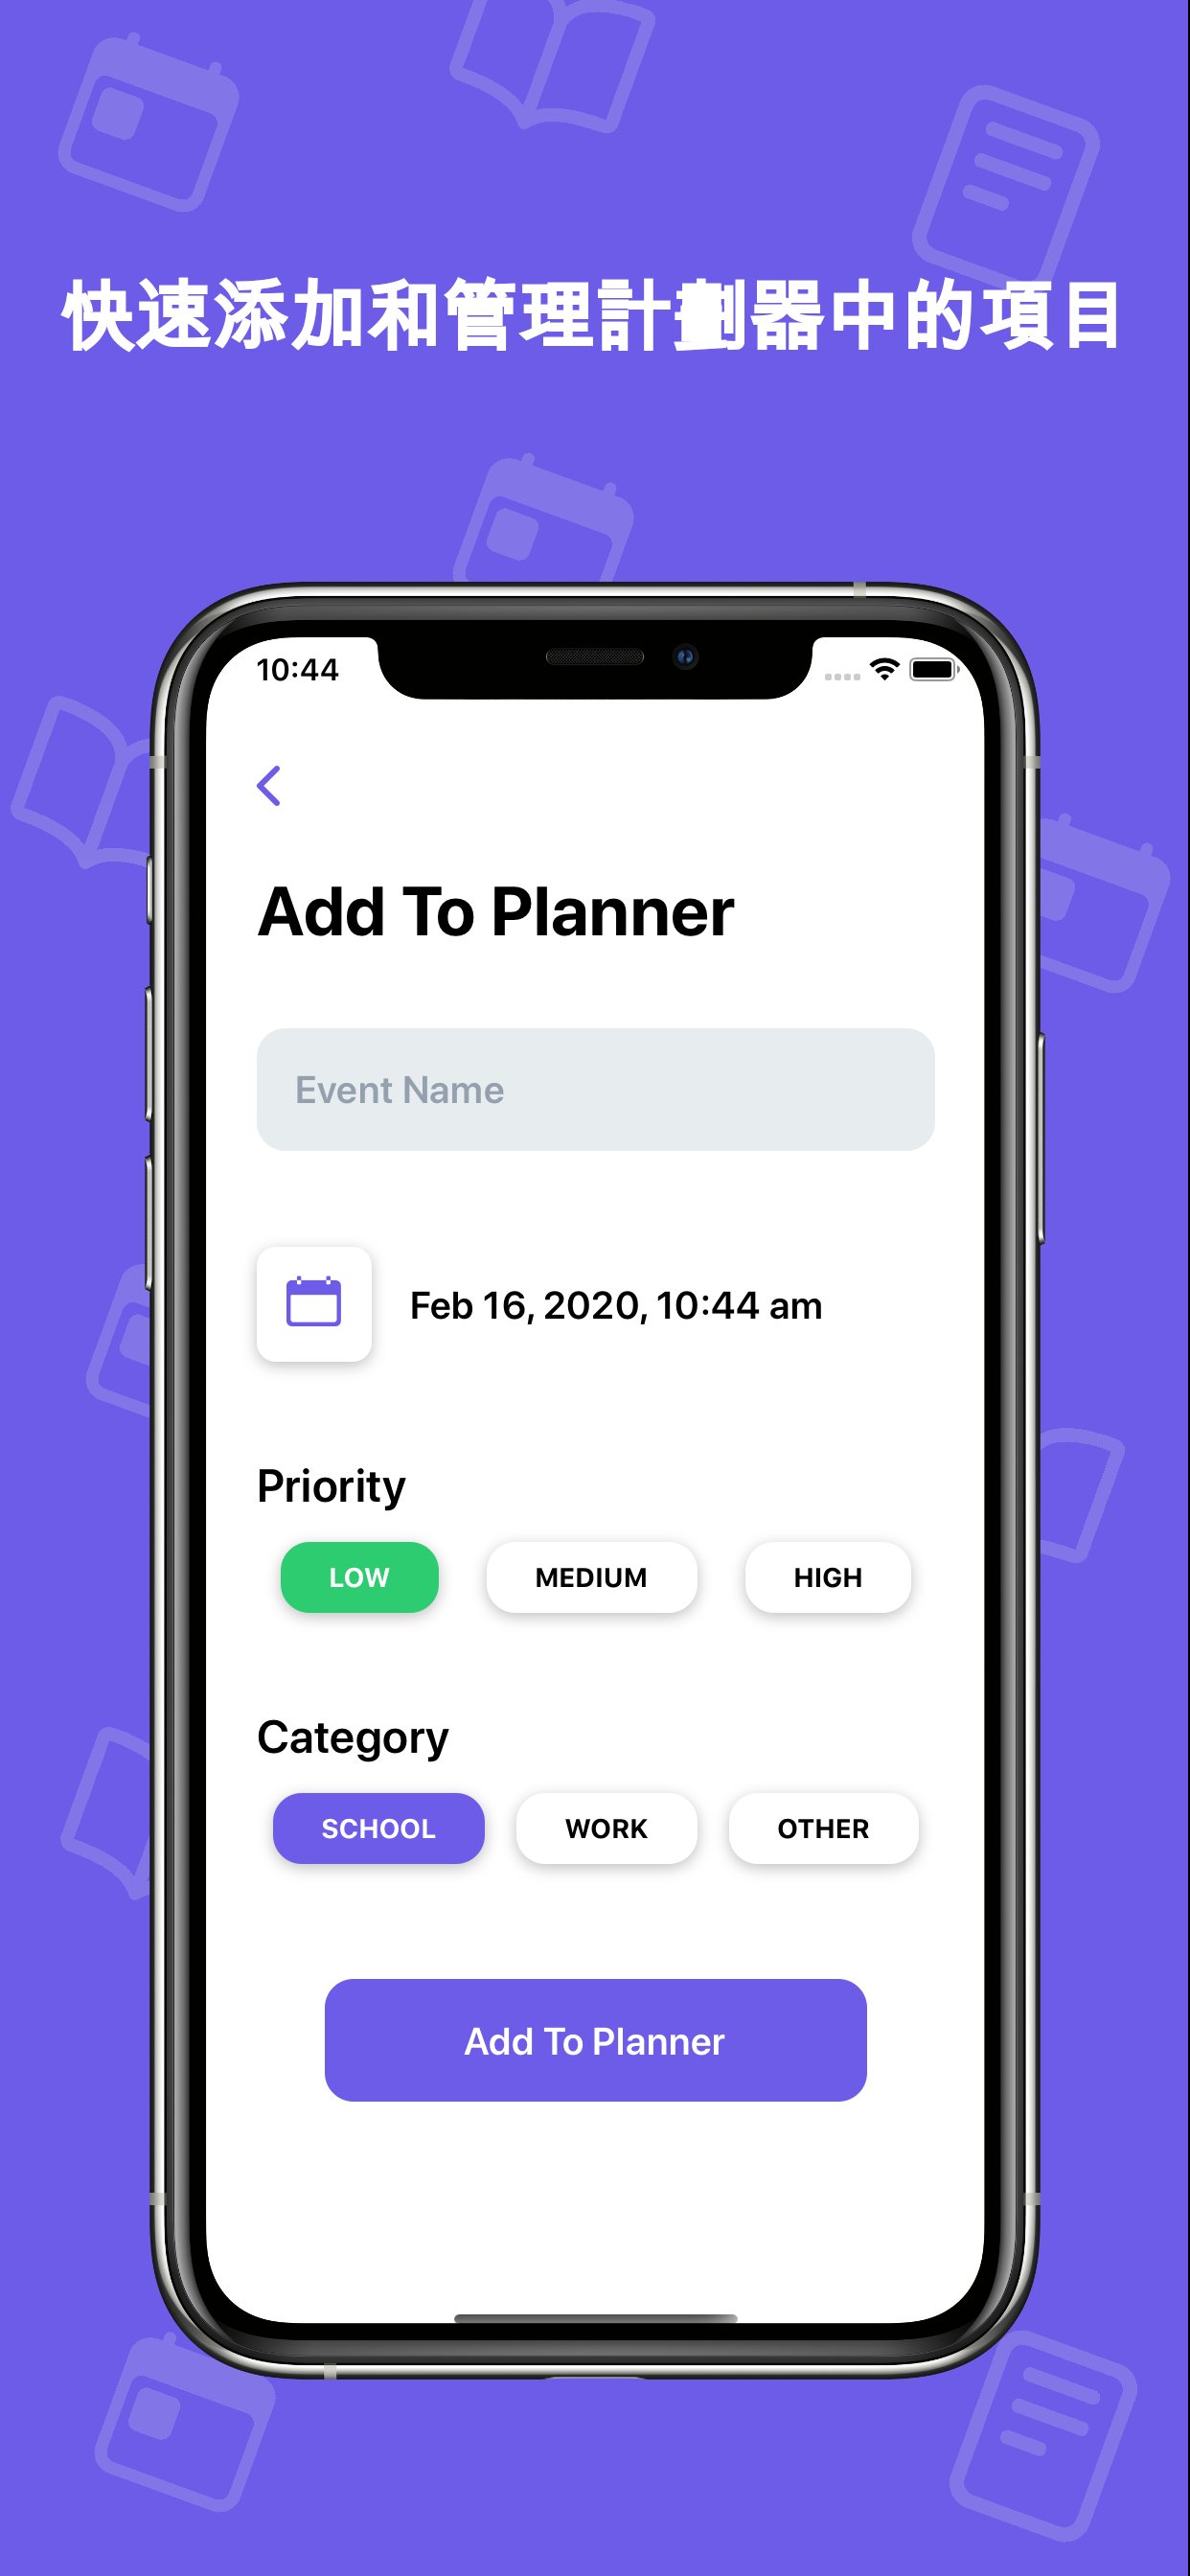 快速添加和管理計劃器中的項目
10:44
Add To Planner
Event Name
Feb 16, 2020, 10:44 am
Priority
LOW MEDIUM HIGH
Category
SCHOOL WORK OTHER
Add To Planner